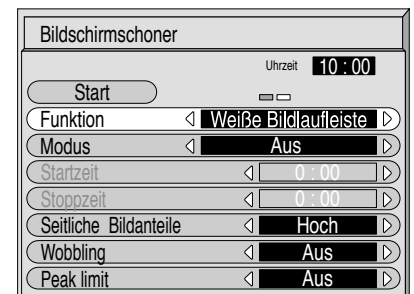 Bildschirmschoner
Uhrzeit 10 : 00
Start
Funktion Weiße Bildlaufleiste
Modus Aus
Startzeit 0 : 00
Stoppzeit 0 : 00
Seitliche Bildanteile Hoch
Wobbling Aus
Peak limit Aus